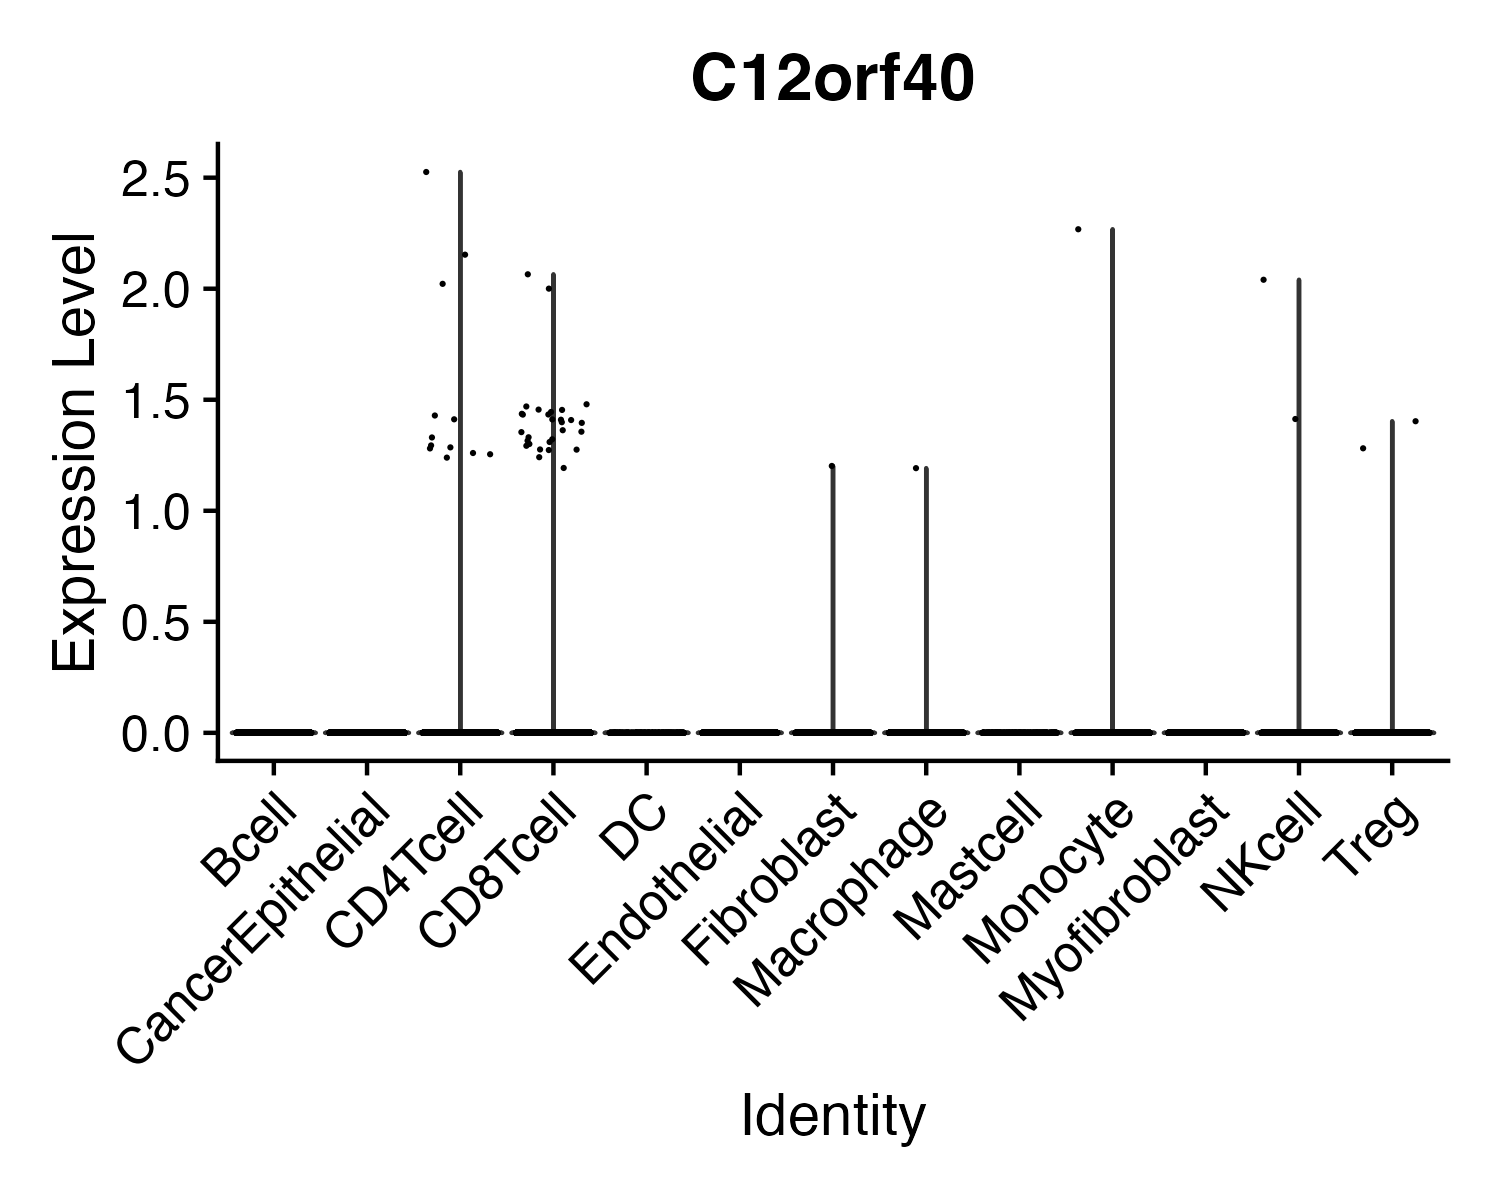 C12orf40
Expression Level
2.5
2.0
1.5
1.0
0.5
0.0
Bcell
CancerEpithelial
CD4Tcell
CD8Tcell
DC
Endothelial
Fibroblast
Macrophage
Mastcell
Monocyte
Myofibroblast
NKcell
Treg
Identity